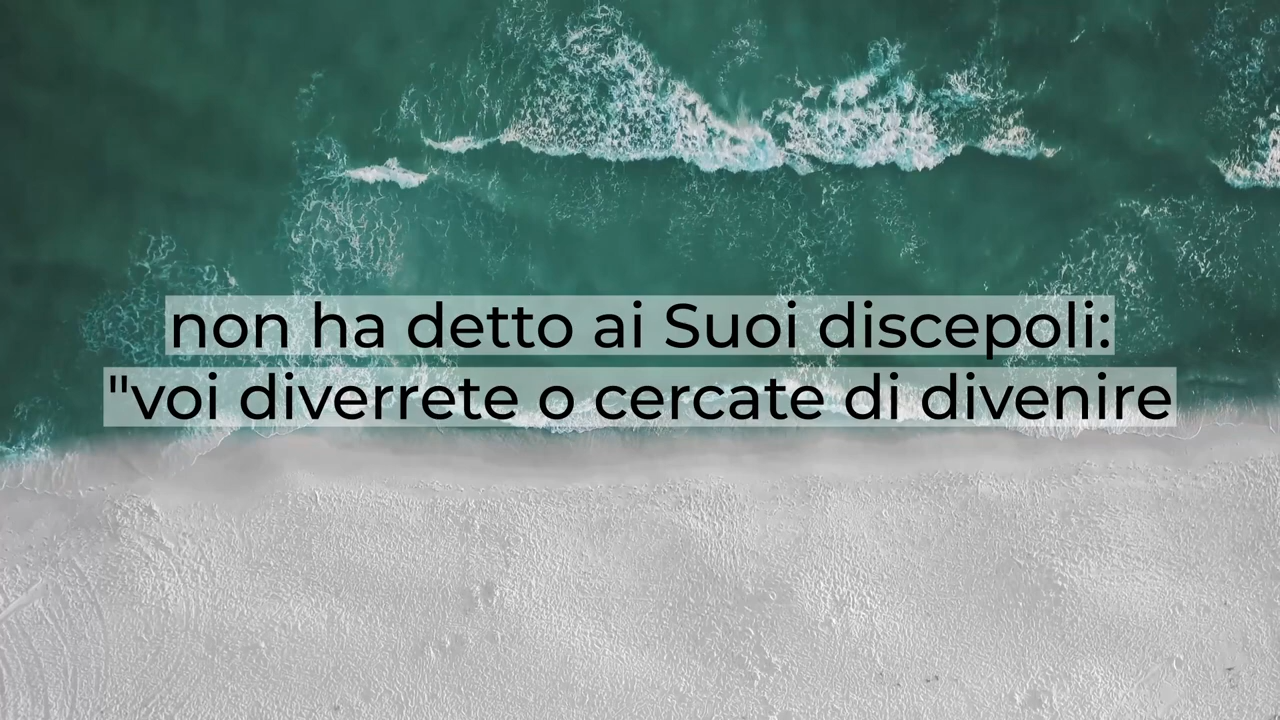 non ha detto ai Suoi discepoli:
"voi diverrete o cercate di divenire